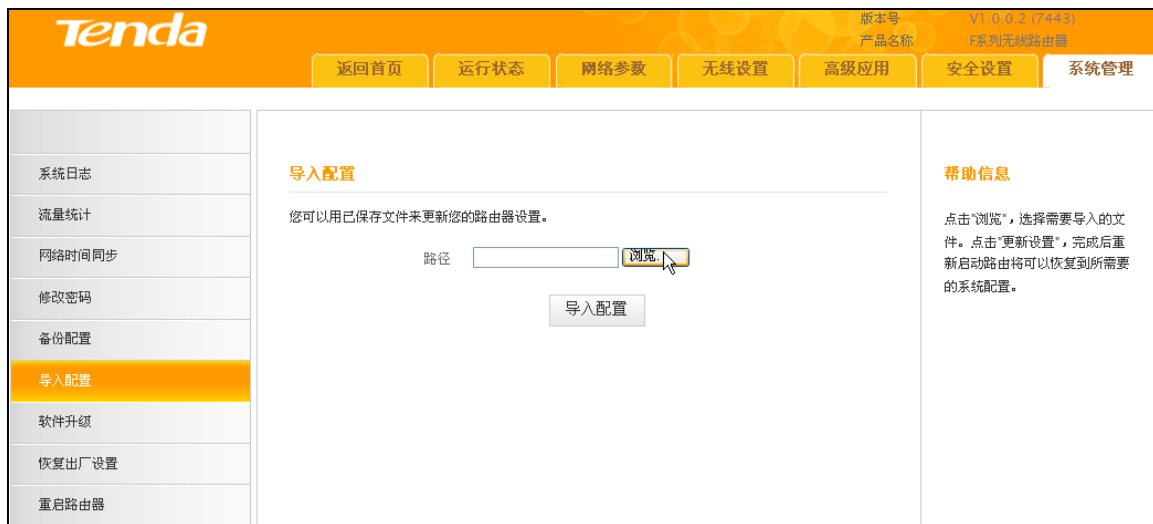 Tenda
版本号 V1.0.0.2 (7443)
产品名称 F系列无线路由器
返回首页 运行状态 网络参数 无线设置 高级应用 安全设置 系统管理
系统日志
流量统计
网络时间同步
修改密码
备份配置
导入配置
软件升级
恢复出厂设置
重启路由器
导入配置
您可以用已保存文件来更新您的路由器设置。
路径 浏览.
导入配置
帮助信息
点击"浏览"，选择需要导入的文
件。点击"更新设置"，完成后重
新启动路由将可以恢复到所需要
的系统配置。